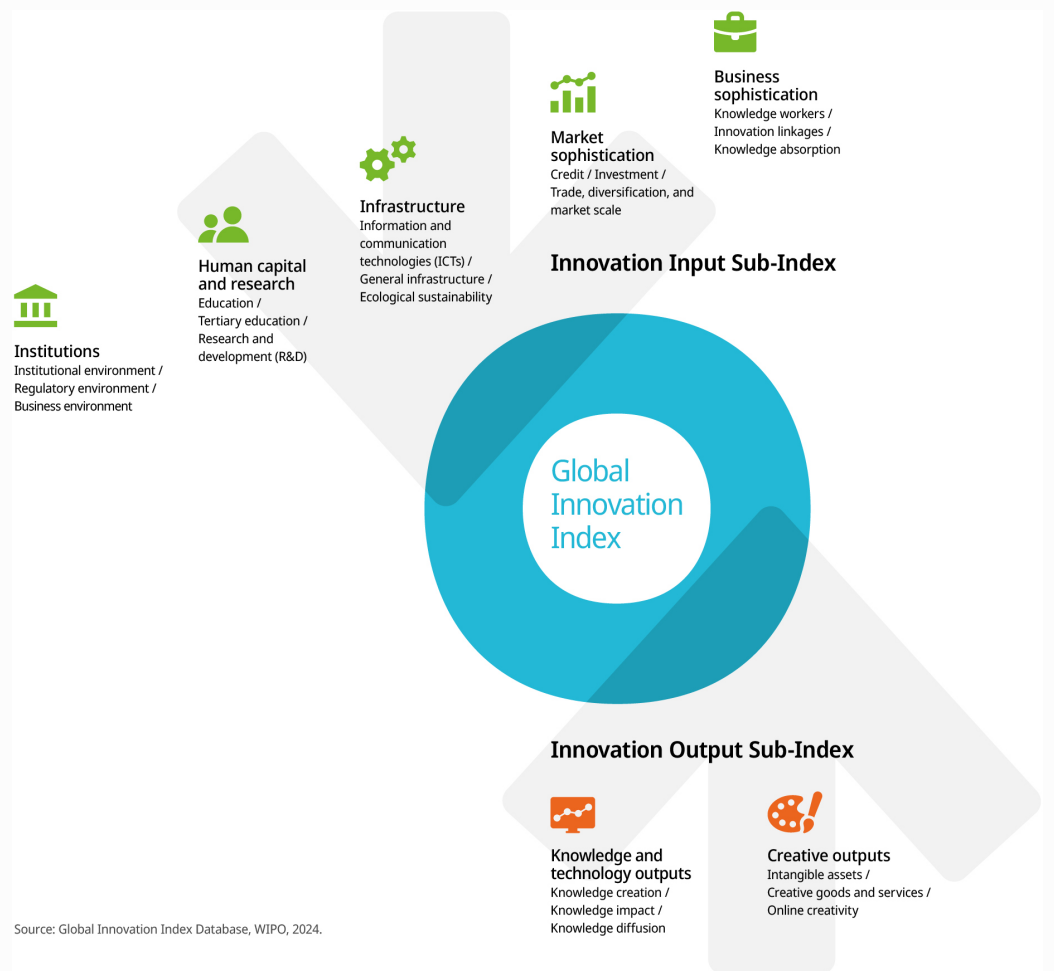 Business
sophistication
Knowledge workers /
Innovation linkages /
Knowledge absorption
Market
sophistication
Credit / Investment /
Trade, diversification, and
market scale
Infrastructure
Information and
communication
technologies (ICTs) /
General infrastructure /
Ecological sustainability
Human capital
and research
Education /
Tertiary education /
Research and
development (R&D)
Institutions
Institutional environment /
Regulatory environment /
Business environment
Innovation Input Sub-Index
Global
Innovation
Index
Innovation Output Sub-Index
Knowledge and
technology outputs
Knowledge creation /
Knowledge impact /
Knowledge diffusion
Creative outputs
Intangible assets /
Creative goods and services /
Online creativity
Source: Global Innovation Index Database, WIPO, 2024.